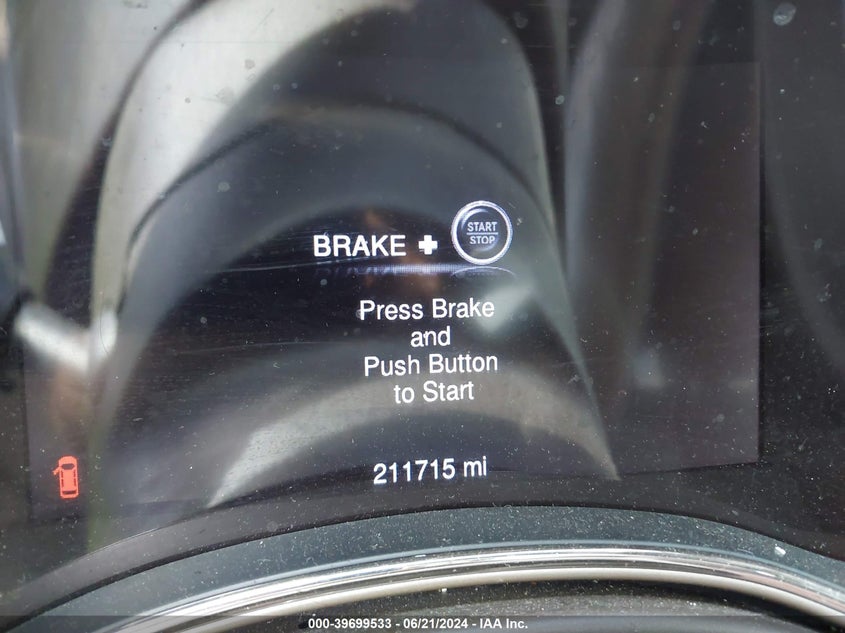 BRAKE + START
STOP
Press Brake
and
Push Button
to Start
211715 mi
000-39699533 / 06/21/2024 - IAA Inc.